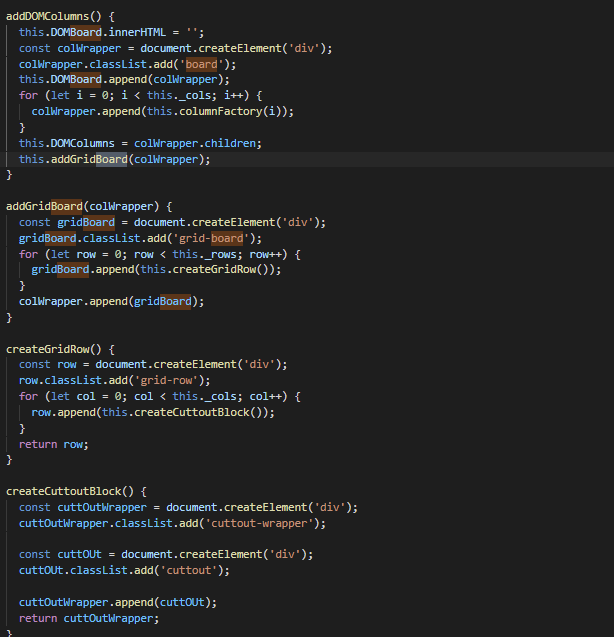 addDOMColumns() {
this.DOMBoard.innerHTML = '';
const colWrapper = document.createElement('div');
colWrapper.classList.add('board');
this.DOMBoard.append(colWrapper);
for (let i = 0; i < this._cols; i++) {
colWrapper.append(this.columnFactory(i));
}
this.DOMColumns = colWrapper.children;
this.addGridBoard(colWrapper);
}
addGridBoard(colWrapper) {
const gridBoard = document.createElement('div');
gridBoard.classList.add('grid-board');
for (let row = 0; row < this._rows; row++) {
gridBoard.append(this.createGridRow());
}
colWrapper.append(gridBoard);
}
createGridRow() {
const row = document.createElement('div');
row.classList.add('grid-row');
for (let col = 0; col < this._cols; col++) {
row.append(this.createCuttoutBlock());
}
return row;
}
createCuttoutBlock() {
const cuttOutWrapper = document.createElement('div');
cuttOutWrapper.classList.add('cuttout-wrapper');
const cuttOUt = document.createElement('div');
cuttOUt.classList.add('cuttout');
cuttOutWrapper.append(cuttOUt);
return cuttOutWrapper;
}